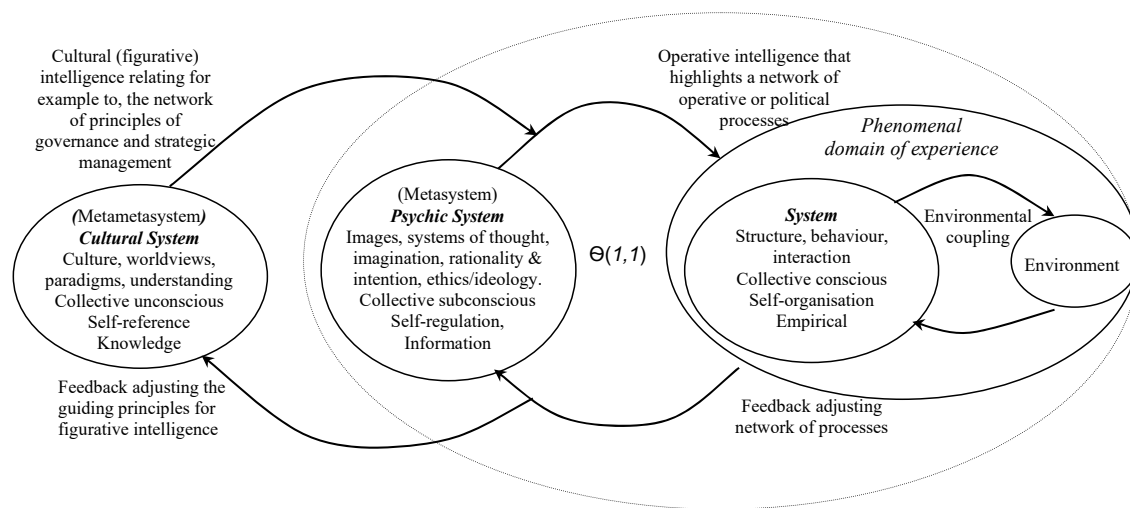 Cultural (figurative)
intelligence relating for
example to, the network
of principles of
governance and strategic
management
Operative intelligence that
highlights a network of
operative or political
processes
Phenomenal
domain of experience
(Metametasystem)
Cultural System
Culture, worldviews,
paradigms, understanding
Collective unconscious
Self-reference
Knowledge
(Metasystem)
Psychic System
Images, systems of thought,
imagination, rationality &
intention, ethics/ideology.
Collective subconscious
Self-regulation,
Information
Θ(1,1)
System
Structure, behaviour,
interaction
Collective conscious
Self-organisation
Empirical
Environmental
coupling
Environment
Feedback adjusting the
guiding principles for
figurative intelligence
Feedback adjusting
network of processes